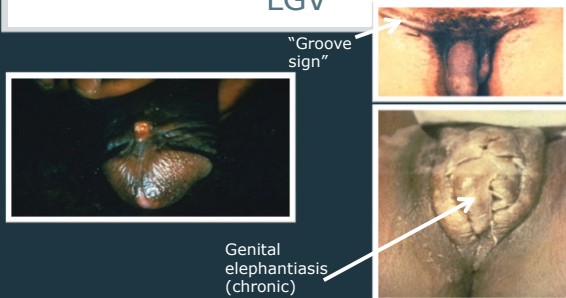 LGV
“Groove
sign”
Genital
elephantiasis
(chronic)